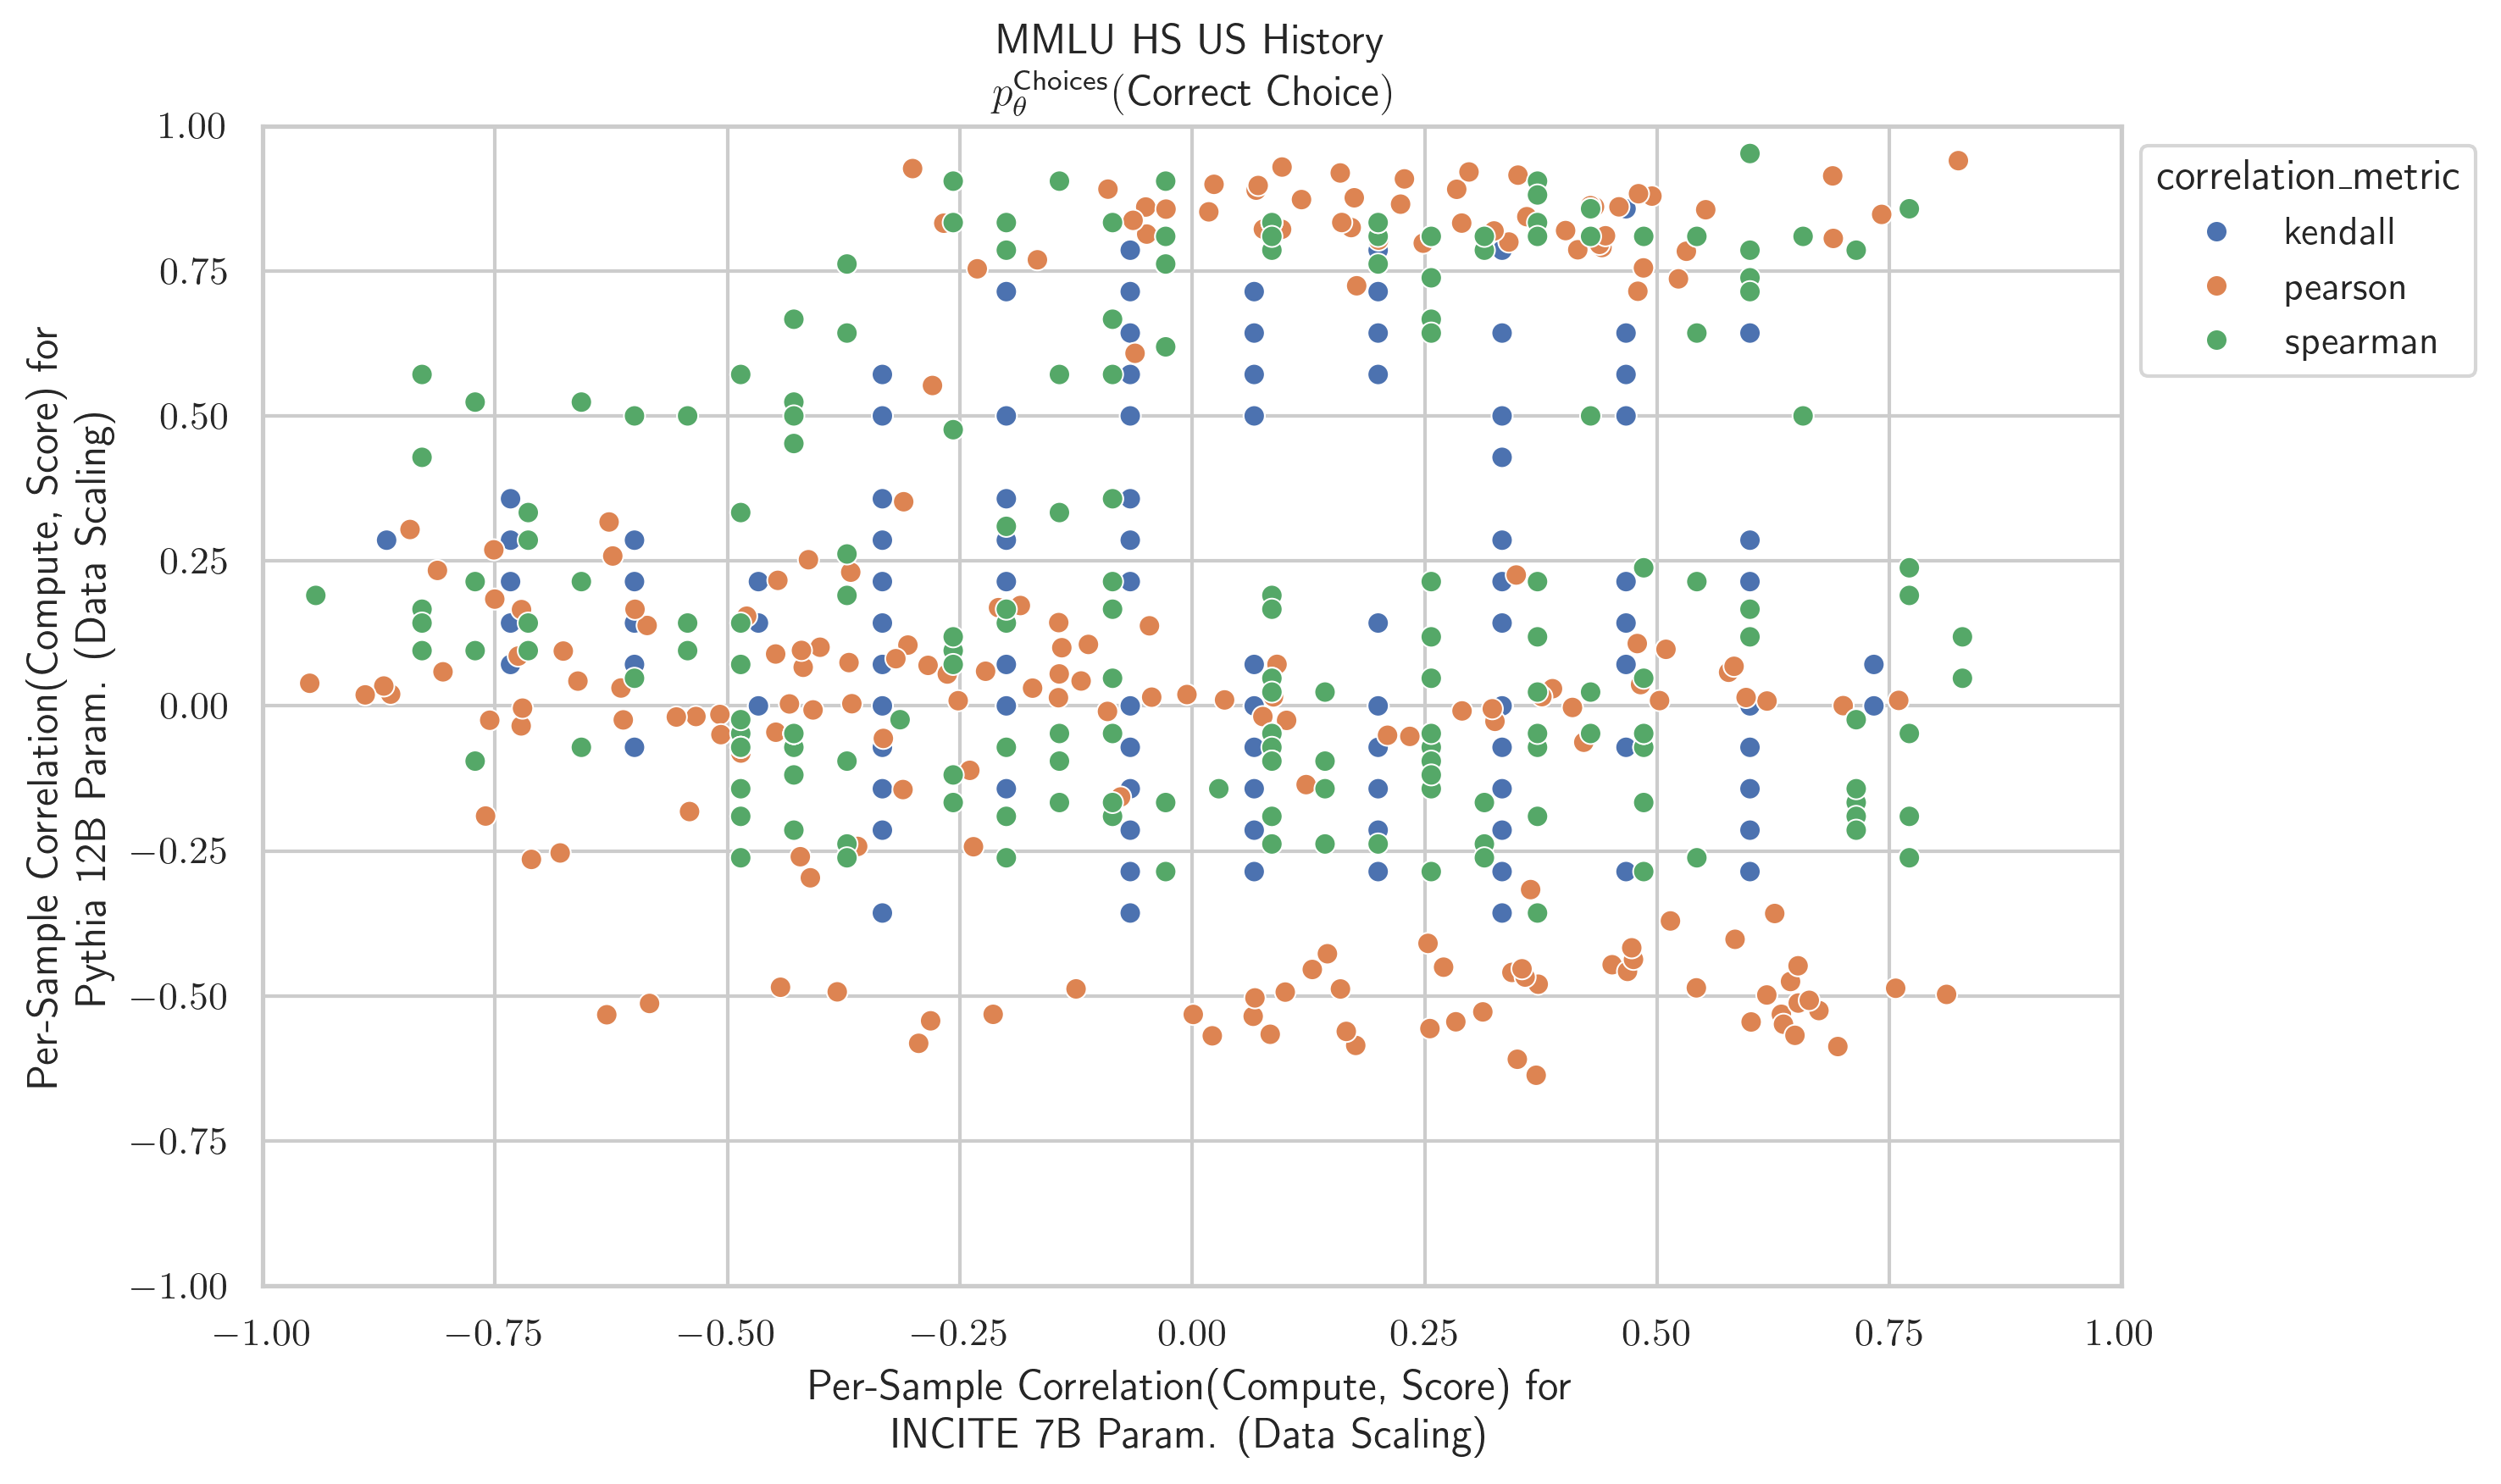 MMLU HS US History
p_θ^Choices(Correct Choice)
Per-Sample Correlation(Compute, Score) for
Pythia 12B Param. (Data Scaling)
1.00
0.75
0.50
0.25
0.00
−0.25
−0.50
−0.75
−1.00
−1.00 −0.75 −0.50 −0.25 0.00 0.25 0.50 0.75 1.00
Per-Sample Correlation(Compute, Score) for
INCITE 7B Param. (Data Scaling)
correlation_metric
kendall
pearson
spearman